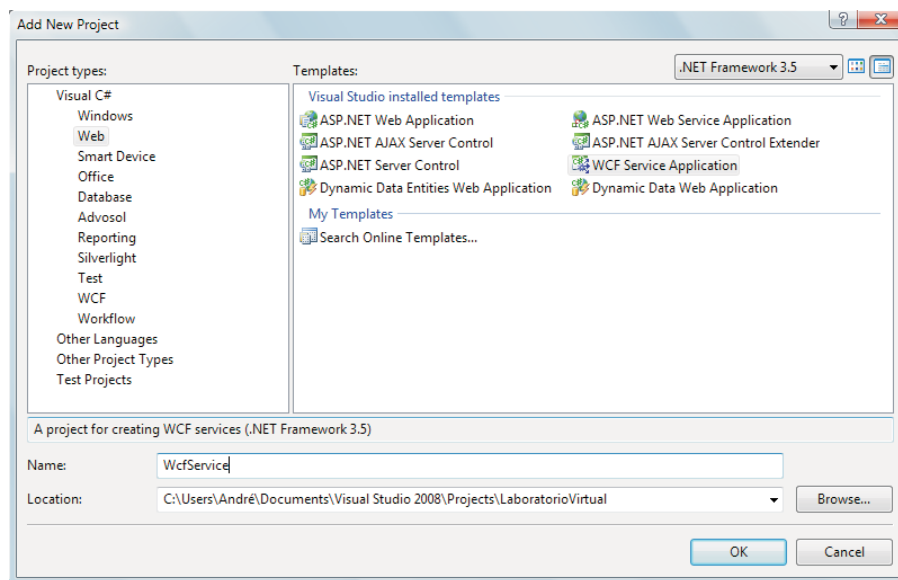 Add New Project
Project types:
Templates:
.NET Framework 3.5
Visual C#
Windows
Web
Smart Device
Office
Database
Advosol
Reporting
Silverlight
Test
WCF
Workflow
Other Languages
Other Project Types
Test Projects
Visual Studio installed templates
ASP.NET Web Application
ASP.NET Web Service Application
ASP.NET AJAX Server Control
ASP.NET AJAX Server Control Extender
ASP.NET Server Control
WCF Service Application
Dynamic Data Entities Web Application
Dynamic Data Web Application
My Templates
Search Online Templates...
A project for creating WCF services (.NET Framework 3.5)
Name:
WcfService
Location:
C:\Users\André\Documents\Visual Studio 2008\Projects\LaboratorioVirtual
Browse...
OK
Cancel